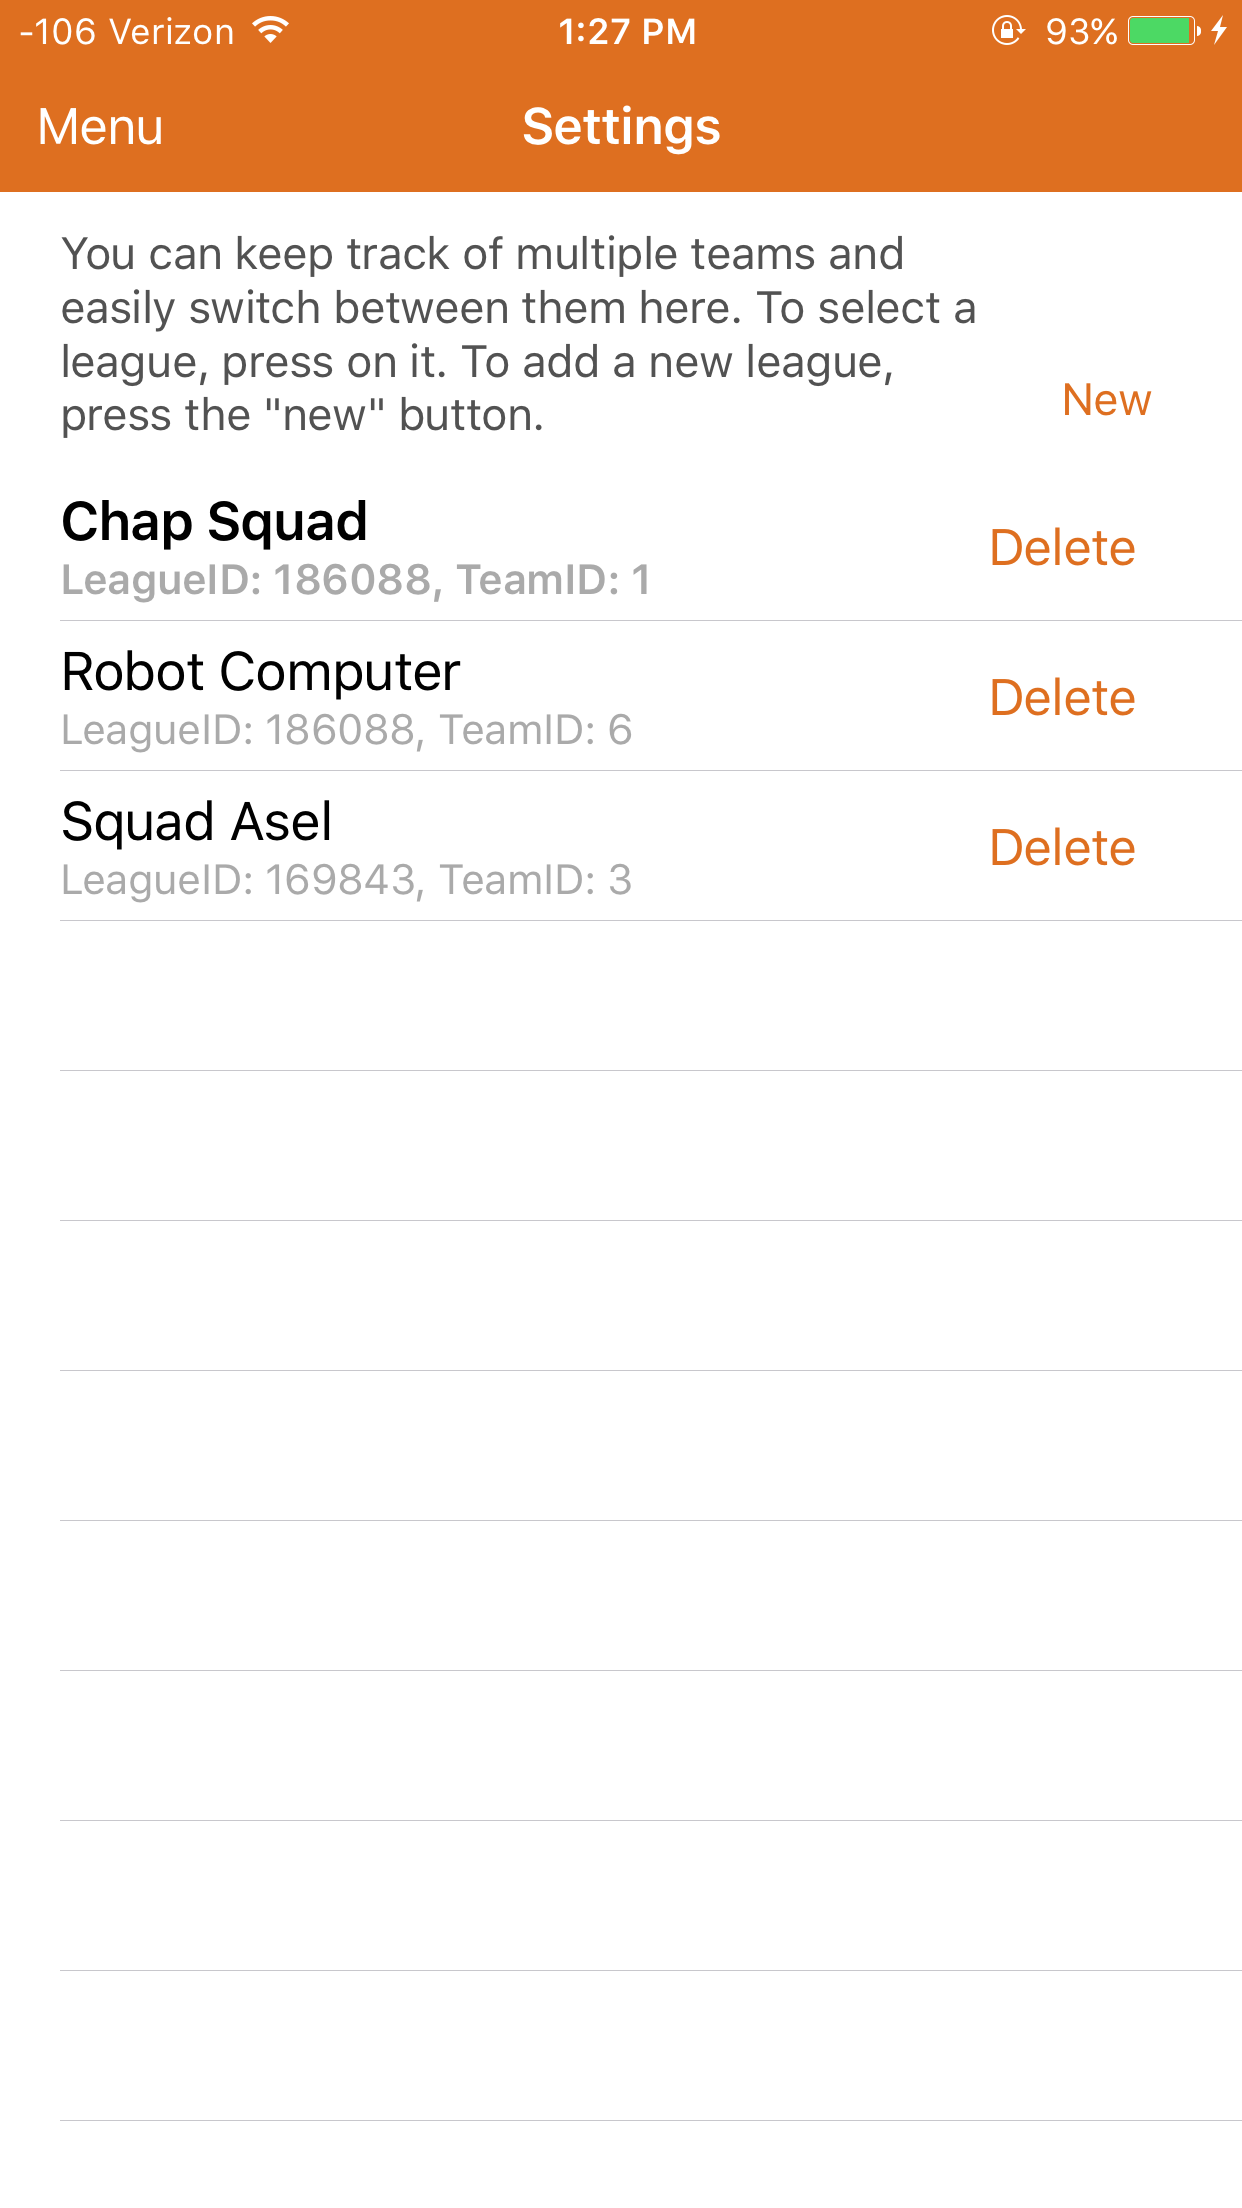 -106 Verizon 1:27 PM 93%
Menu Settings
You can keep track of multiple teams and
easily switch between them here. To select a
league, press on it. To add a new league,
press the "new" button.
New
Chap Squad
LeagueID: 186088, TeamID: 1
Delete
Robot Computer
LeagueID: 186088, TeamID: 6
Delete
Squad Asel
LeagueID: 169843, TeamID: 3
Delete